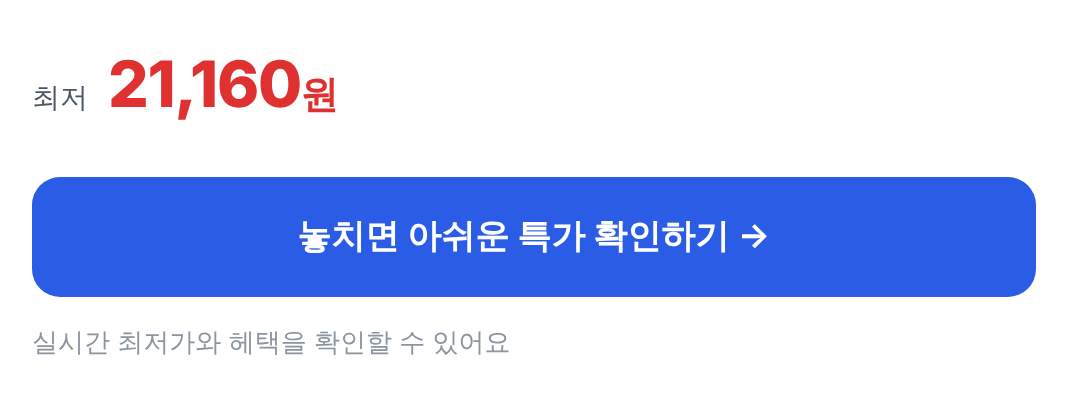 최저 21,160원
놓치면 아쉬운 특가 확인하기 →
실시간 최저가와 혜택을 확인할 수 있어요